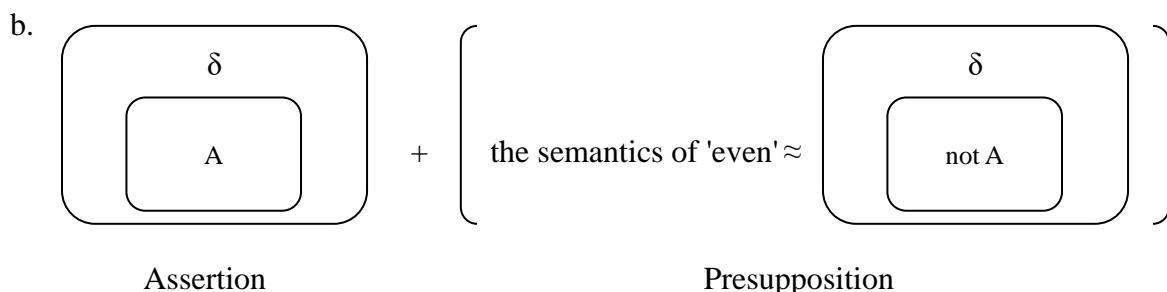 b.
δ δ
A + the semantics of 'even' ≈ not A
Assertion Presupposition